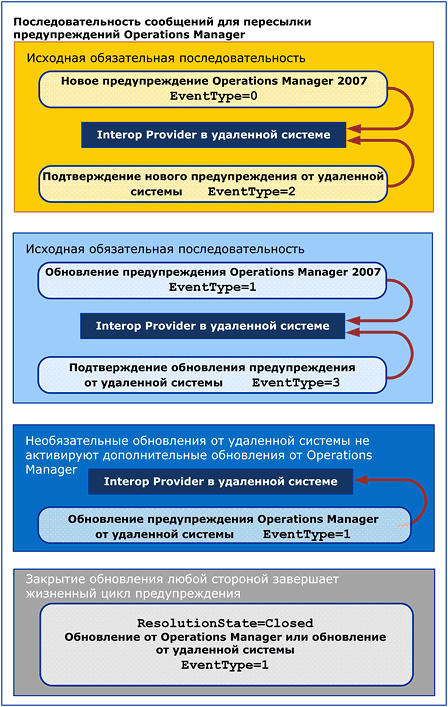 Последовательность сообщений для пересылки
предупреждений Operations Manager
Исходная обязательная последовательность
Новое предупреждение Operations Manager 2007
EventType=0
Interop Provider в удаленной системе
Подтверждение нового предупреждения от удаленной
системы EventType=2
Исходная обязательная последовательность
Обновление предупреждения Operations Manager 2007
EventType=1
Interop Provider в удаленной системе
Подтверждение обновления предупреждения
от удаленной системы EventType=3
Необязательные обновления от удаленной системы не
активируют дополнительные обновления от Operations
Manager
Interop Provider в удаленной системе
Обновление предупреждения Operations Manager
от удаленной системы EventType=1
Закрытие обновления любой стороной завершает
жизненный цикл предупреждения
ResolutionState=Closed
Обновление от Operations Manager или обновление
от удаленной системы
EventType=1